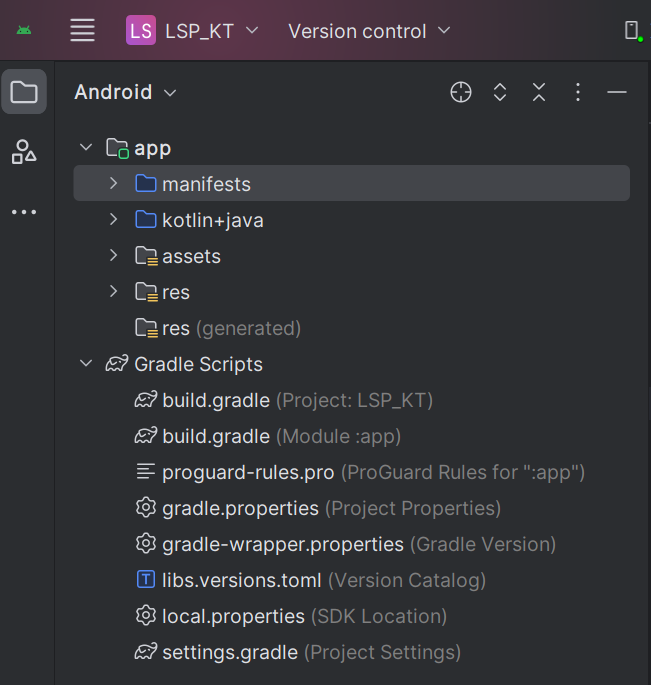 LS LSP_KT Version control
Android
app
manifests
kotlin+java
assets
res
res (generated)
Gradle Scripts
build.gradle (Project: LSP_KT)
build.gradle (Module :app)
proguard-rules.pro (ProGuard Rules for ":app")
gradle.properties (Project Properties)
gradle-wrapper.properties (Gradle Version)
T libs.versions.toml (Version Catalog)
local.properties (SDK Location)
settings.gradle (Project Settings)